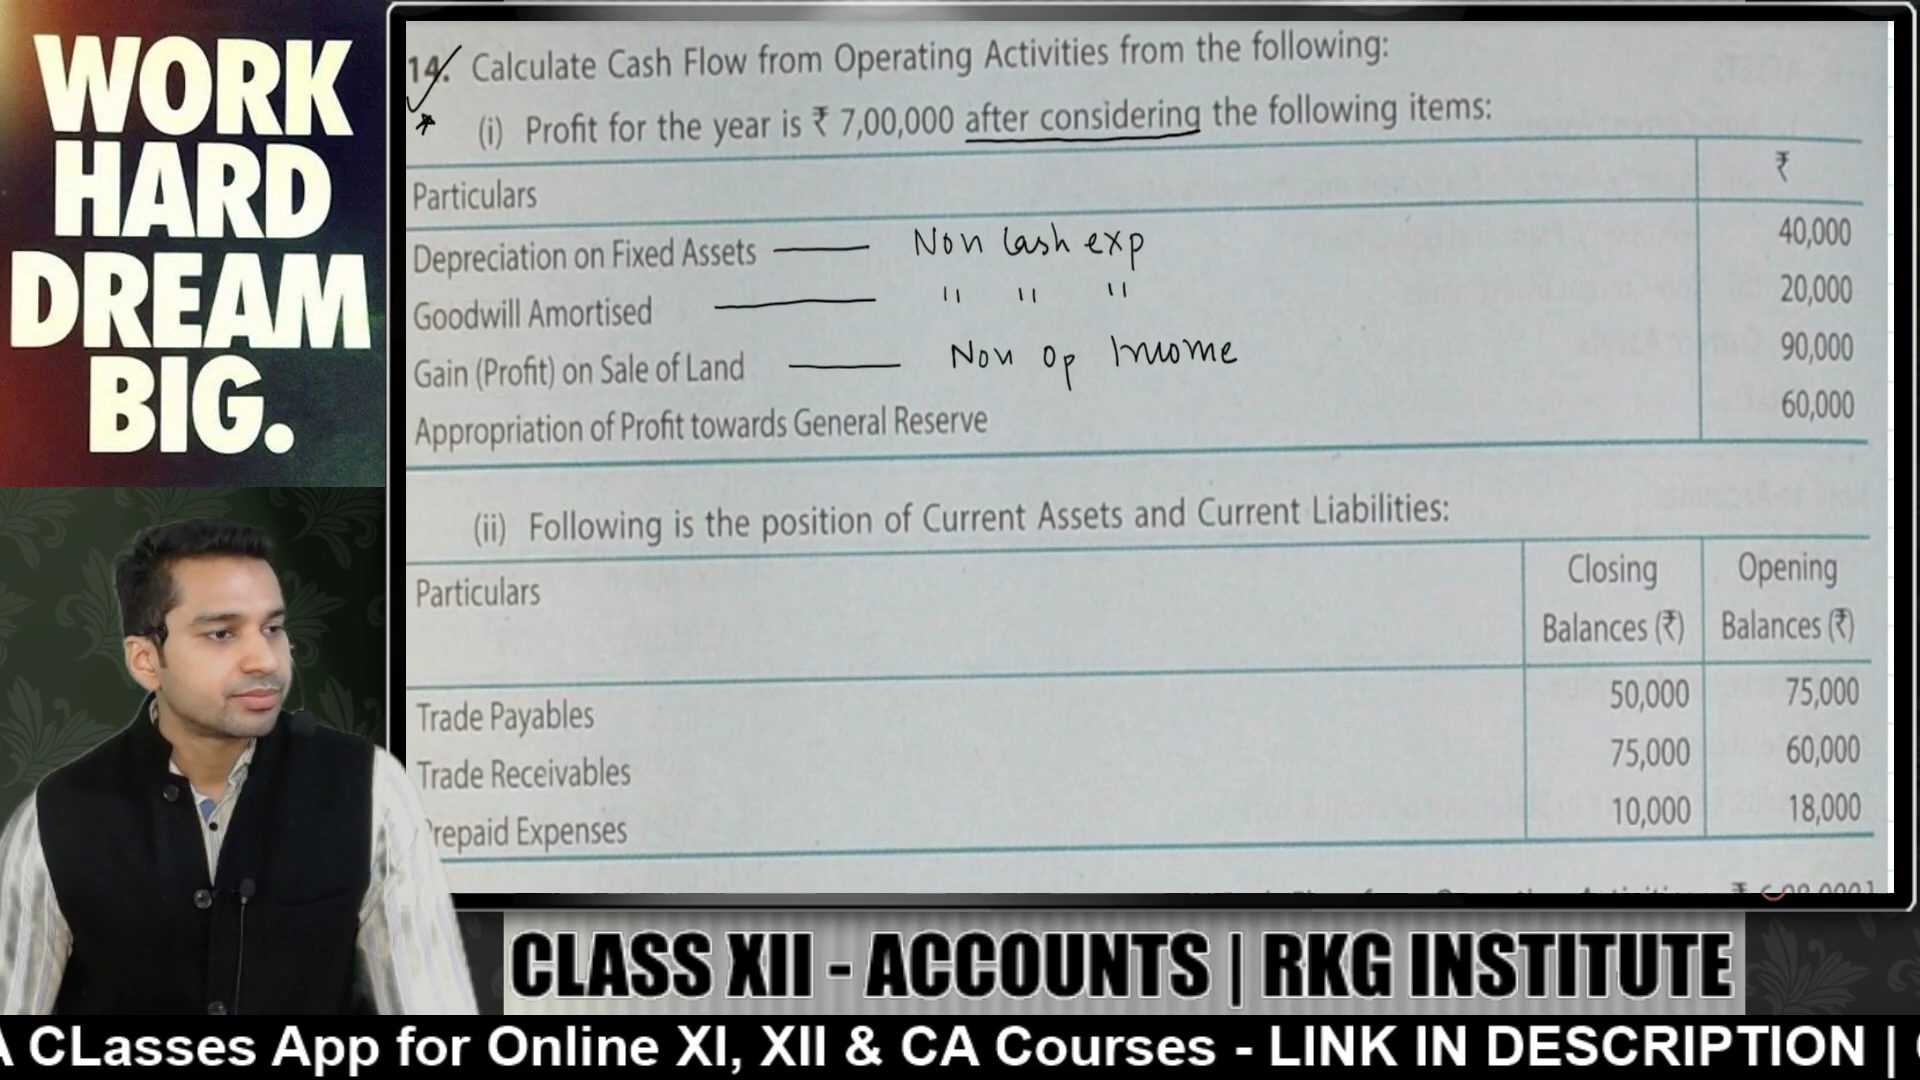 WORK
HARD
DREAM
BIG.
14. Calculate Cash Flow from Operating Activities from the following:
(i) Profit for the year is ₹ 7,00,000 after considering the following items:
Particulars ₹
Depreciation on Fixed Assets Non Cash exp 40,000
Goodwill Amortised " " " 20,000
Gain (Profit) on Sale of Land Non Op Income 90,000
Appropriation of Profit towards General Reserve 60,000
(ii) Following is the position of Current Assets and Current Liabilities:
Particulars Closing Balances (₹) Opening Balances (₹)
Trade Payables 50,000 75,000
Trade Receivables 75,000 60,000
Prepaid Expenses 10,000 18,000
CLASS XII - ACCOUNTS | RKG INSTITUTE
A CLasses App for Online XI, XII & CA Courses - LINK IN DESCRIPTION |